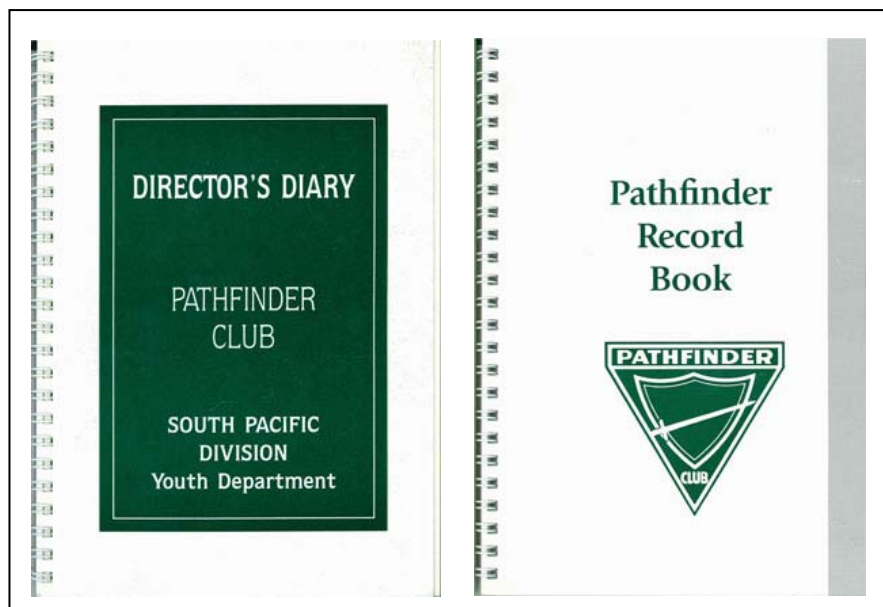 DIRECTOR'S DIARY
PATHFINDER
CLUB
SOUTH PACIFIC
DIVISION
Youth Department
Pathfinder
Record
Book
PATHFINDER
CLUB